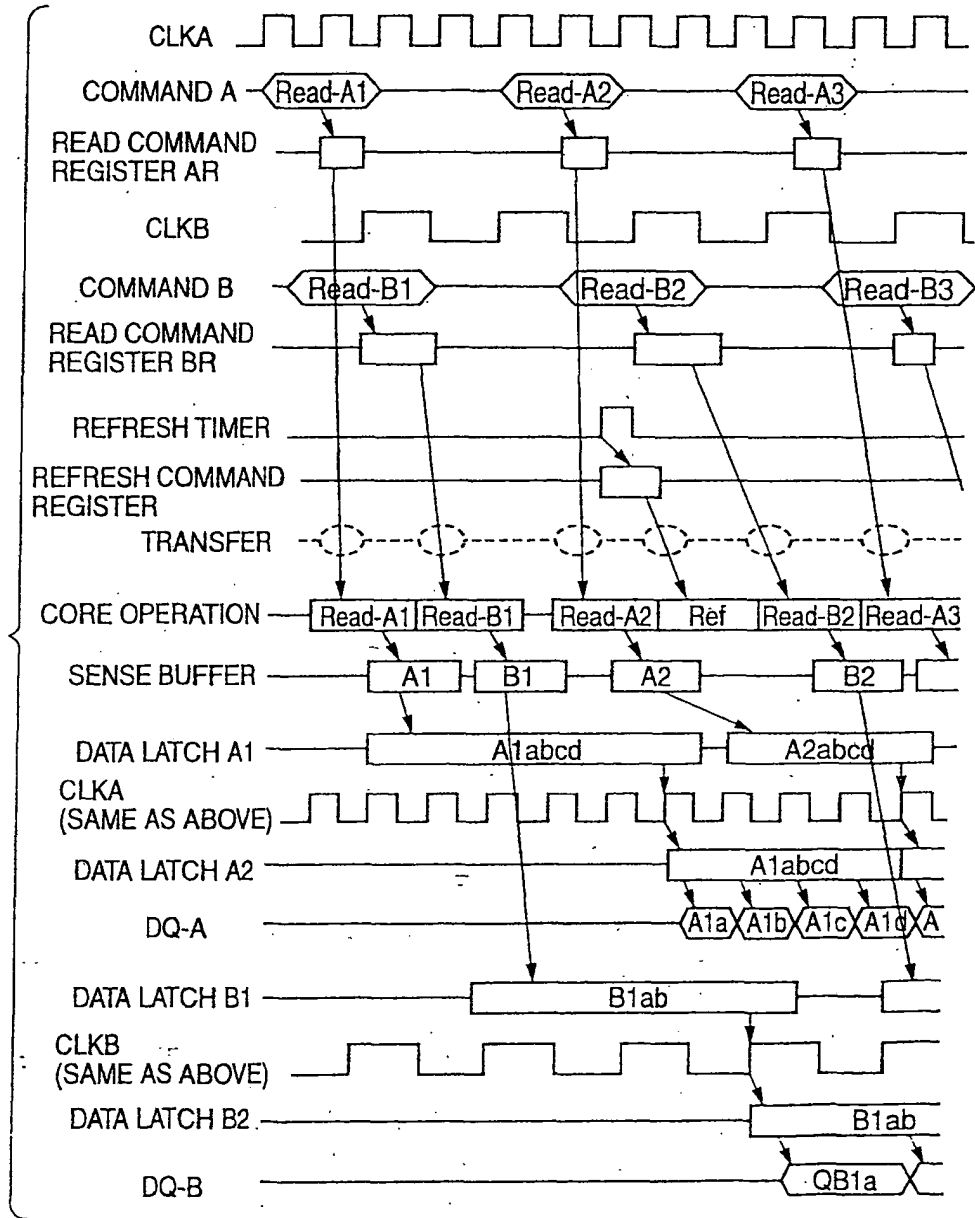 CLKA
COMMAND A
Read-A1
Read-A2
Read-A3
READ COMMAND
REGISTER AR
CLKB
COMMAND B
Read-B1
Read-B2
Read-B3
READ COMMAND
REGISTER BR
REFRESH TIMER
REFRESH COMMAND
REGISTER
TRANSFER
CORE OPERATION
Read-A1
Read-B1
Read-A2
Ref
Read-B2
Read-A3
SENSE BUFFER
A1
B1
A2
B2
DATA LATCH A1
A1abcd
A2abcd
CLKA
(SAME AS ABOVE)
DATA LATCH A2
A1abcd
DQ-A
A1a
A1b
A1c
A1d
A
DATA LATCH B1
B1ab
CLKB
(SAME AS ABOVE)
DATA LATCH B2
B1ab
DQ-B
QB1a